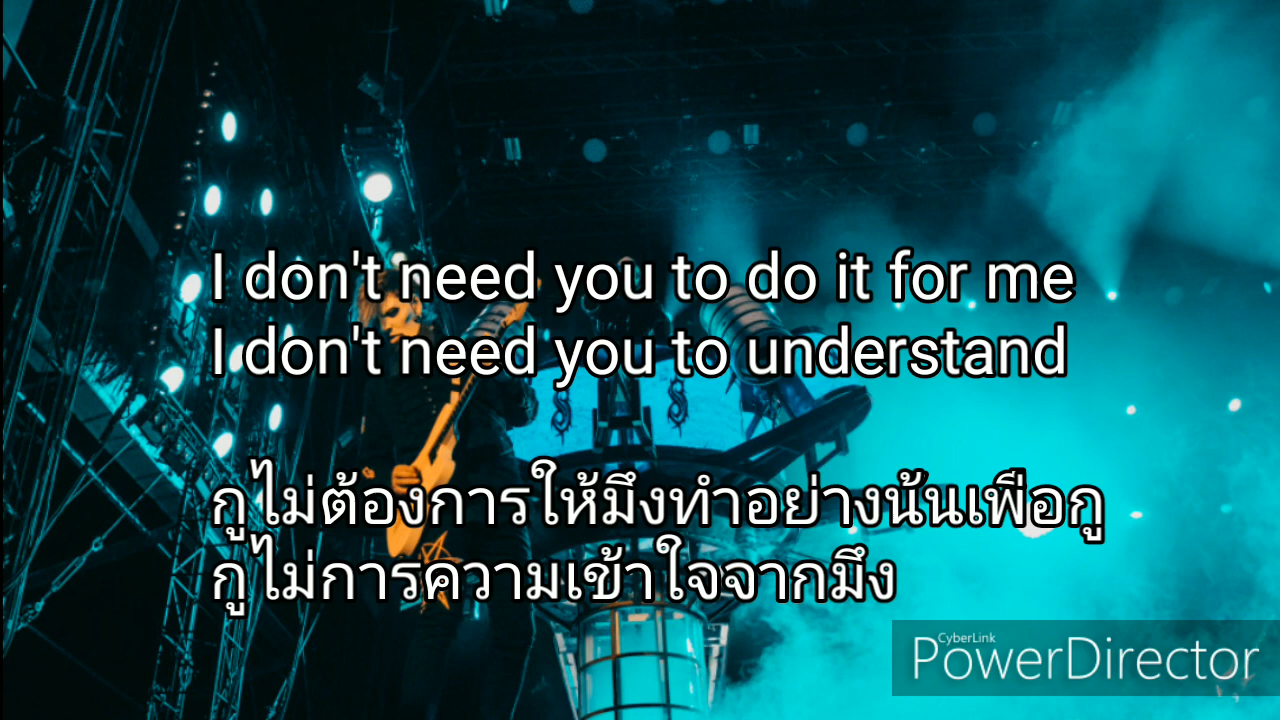 I don't need you to do it for me
I don't need you to understand
กูไม่ต้องการให้มึงทำอย่างนั้นเพื่อกู
กูไม่การความเข้าใจจากมึง
CyberLink
PowerDirector